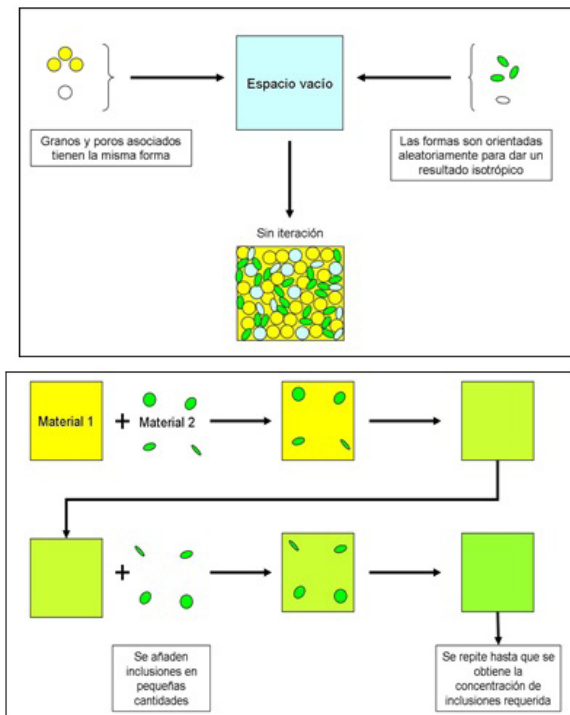 Espacio vacío
Granos y poros asociados
tienen la misma forma
Las formas son orientadas
aleatoriamente para dar un
resultado isotrópico
Sin iteración
Material 1
+
Material 2
+
Se añaden
inclusiones en
pequeñas
cantidades
Se repite hasta que se
obtiene la
concentración de
inclusiones requerida